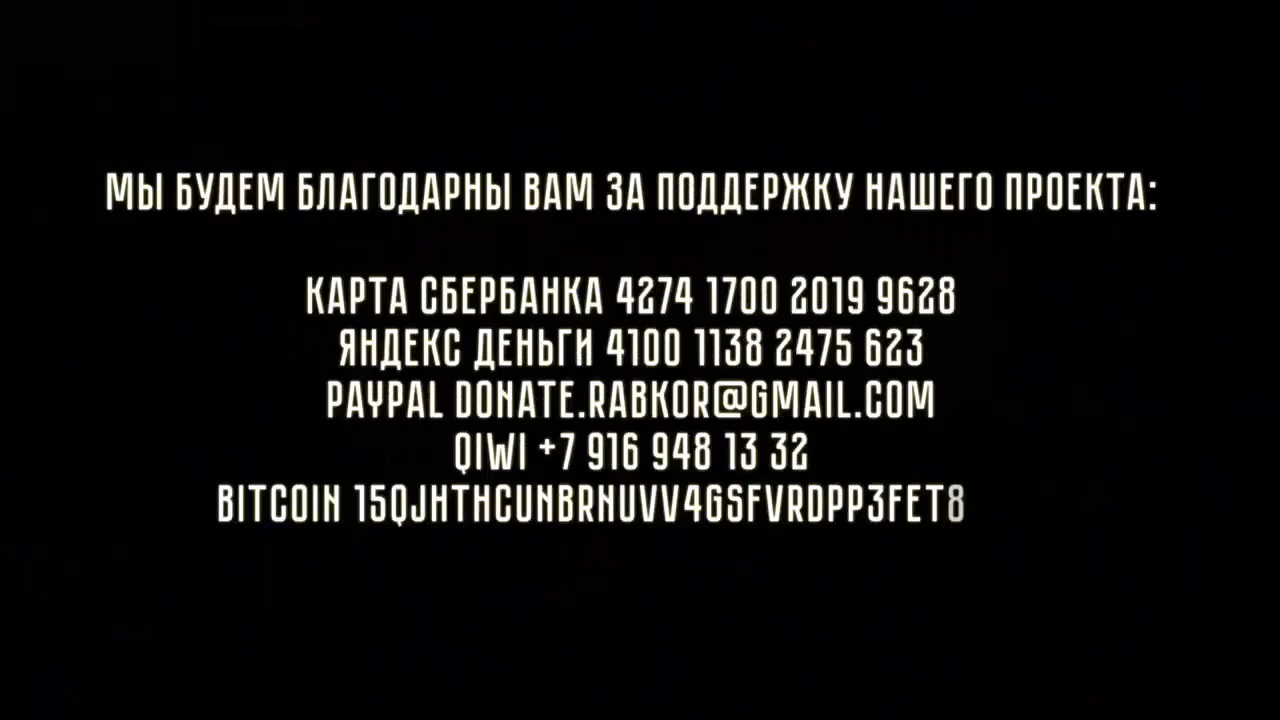 МЫ БУДЕМ БЛАГОДАРНЫ ВАМ ЗА ПОДДЕРЖКУ НАШЕГО ПРОЕКТА:
КАРТА СБЕРБАНКА 4274 1700 2019 9628
ЯНДЕКС ДЕНЬГИ 4100 1138 2475 623
PAYPAL DONATE.RABKOR@GMAIL.COM
QIWI +7 916 948 13 32
BITCOIN 15QJHTHCUNBRNUVV4GSFVRDPP3FET8